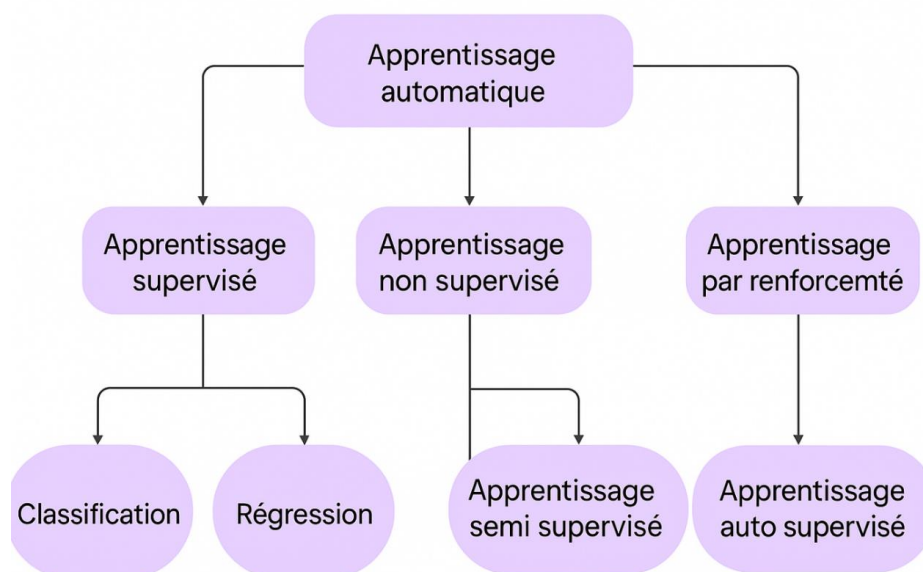 Apprentissage
automatique
Apprentissage
supervisé
Apprentissage
non supervisé
Apprentissage
par renforcemté
Classification
Régression
Apprentissage
semi supervisé
Apprentissage
auto supervisé